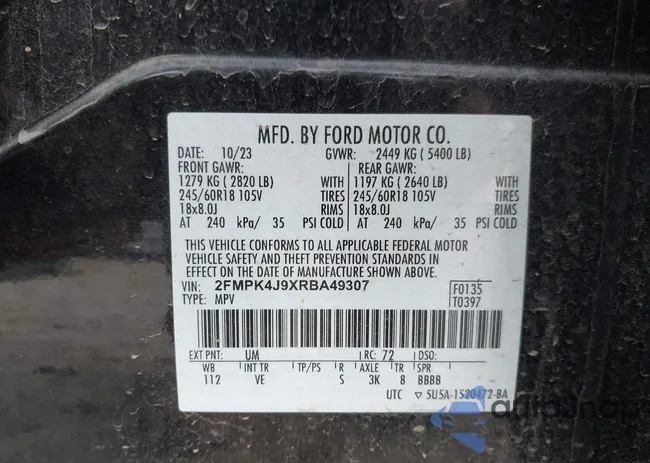 MFD. BY FORD MOTOR CO.
DATE: 10/23 GVWR: 2449 KG ( 5400 LB)
FRONT GAWR: REAR GAWR:
1279 KG ( 2820 LB) WITH 1197 KG ( 2640 LB) WITH
245/60R18 105V TIRES 245/60R18 105V TIRES
18x8.0J RIMS 18x8.0J RIMS
AT 240 kPa/ 35 PSI COLD AT 240 kPa/ 35 PSI COLD
THIS VEHICLE CONFORMS TO ALL APPLICABLE FEDERAL MOTOR
VEHICLE SAFETY AND THEFT PREVENTION STANDARDS IN
EFFECT ON THE DATE OF MANUFACTURE SHOWN ABOVE.
VIN: 2FMPK4J9XRBA49307 F0135
TYPE: MPV T0397
EXT PNT: UM RC: 72 DSO:
WB INT TR TP/PS R AXLE TR SPR
112 VE S 3K 8 BBBB
UTC ▽ 5U5A-1520472-BA